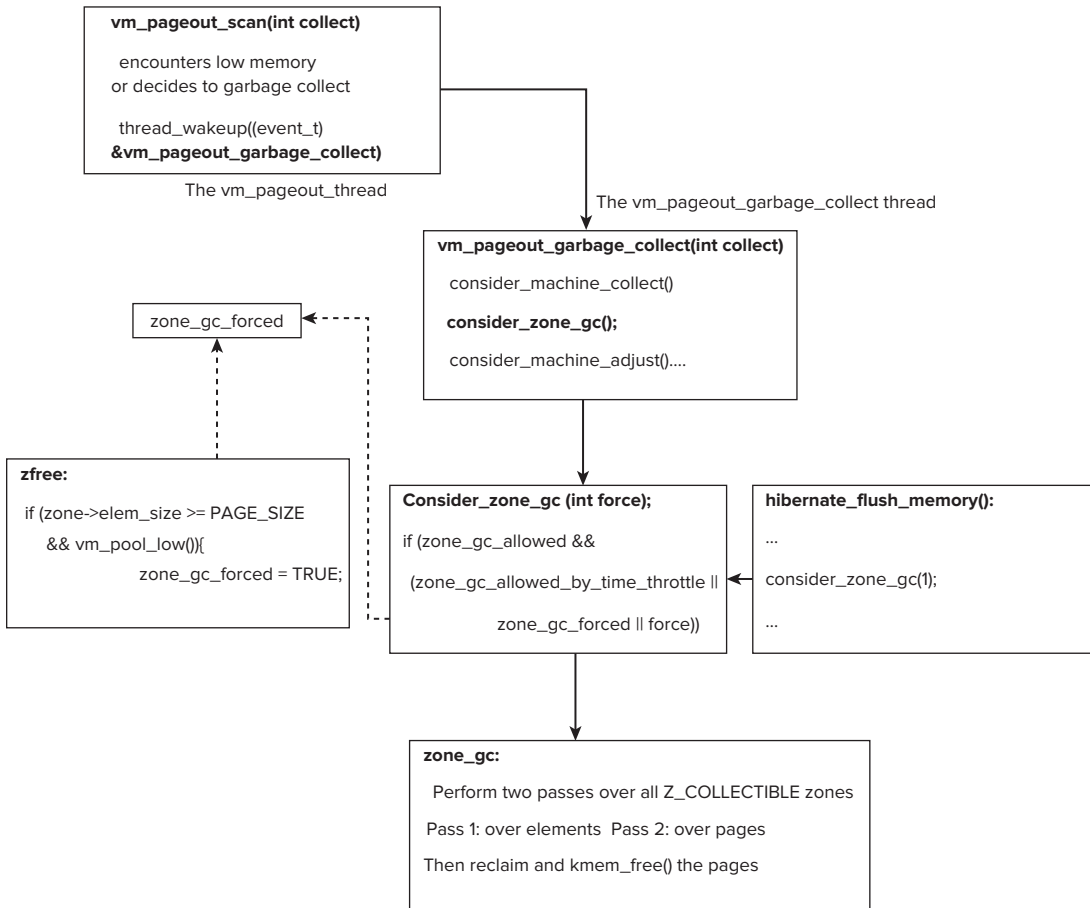 vm_pageout_scan(int collect)
encounters low memory
or decides to garbage collect
thread_wakeup((event_t)
&vm_pageout_garbage_collect)
The vm_pageout_thread
The vm_pageout_garbage_collect thread
vm_pageout_garbage_collect(int collect)
consider_machine_collect()
consider_zone_gc();
consider_machine_adjust()....
zone_gc_forced
zfree:
if (zone->elem_size >= PAGE_SIZE
&& vm_pool_low()){
zone_gc_forced = TRUE;
Consider_zone_gc (int force);
if (zone_gc_allowed &&
(zone_gc_allowed_by_time_throttle ||
zone_gc_forced || force))
hibernate_flush_memory():
...
consider_zone_gc(1);
...
zone_gc:
Perform two passes over all Z_COLLECTIBLE zones
Pass 1: over elements Pass 2: over pages
Then reclaim and kmem_free() the pages